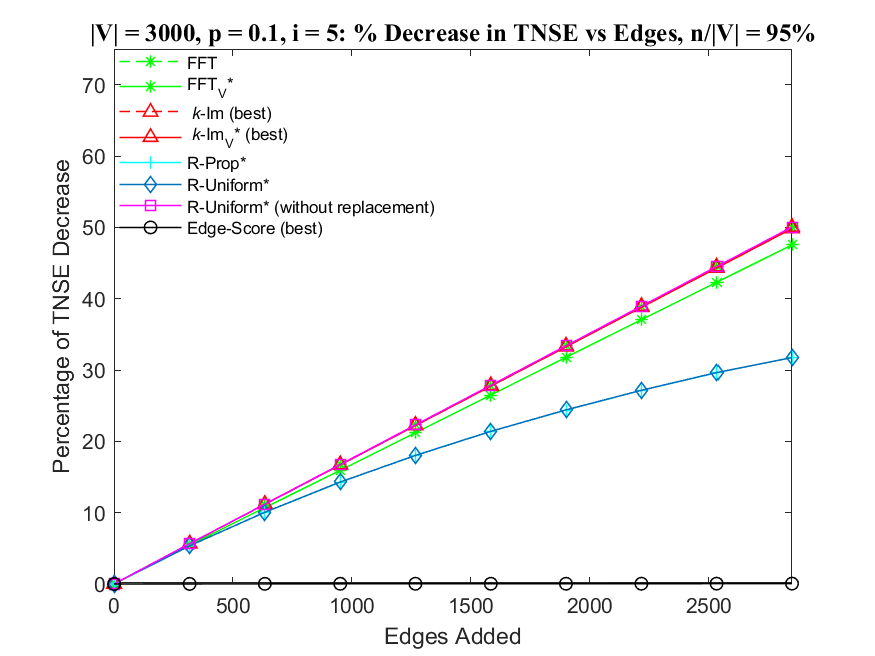 |V| = 3000, p = 0.1, i = 5: % Decrease in TNSE vs Edges, n/|V| = 95%
FFT
FFT_V*
k-Im (best)
k-Im_V* (best)
R-Prop*
R-Uniform*
R-Uniform* (without replacement)
Edge-Score (best)
Percentage of TNSE Decrease
70
60
50
40
30
20
10
0
0 500 1000 1500 2000 2500
Edges Added